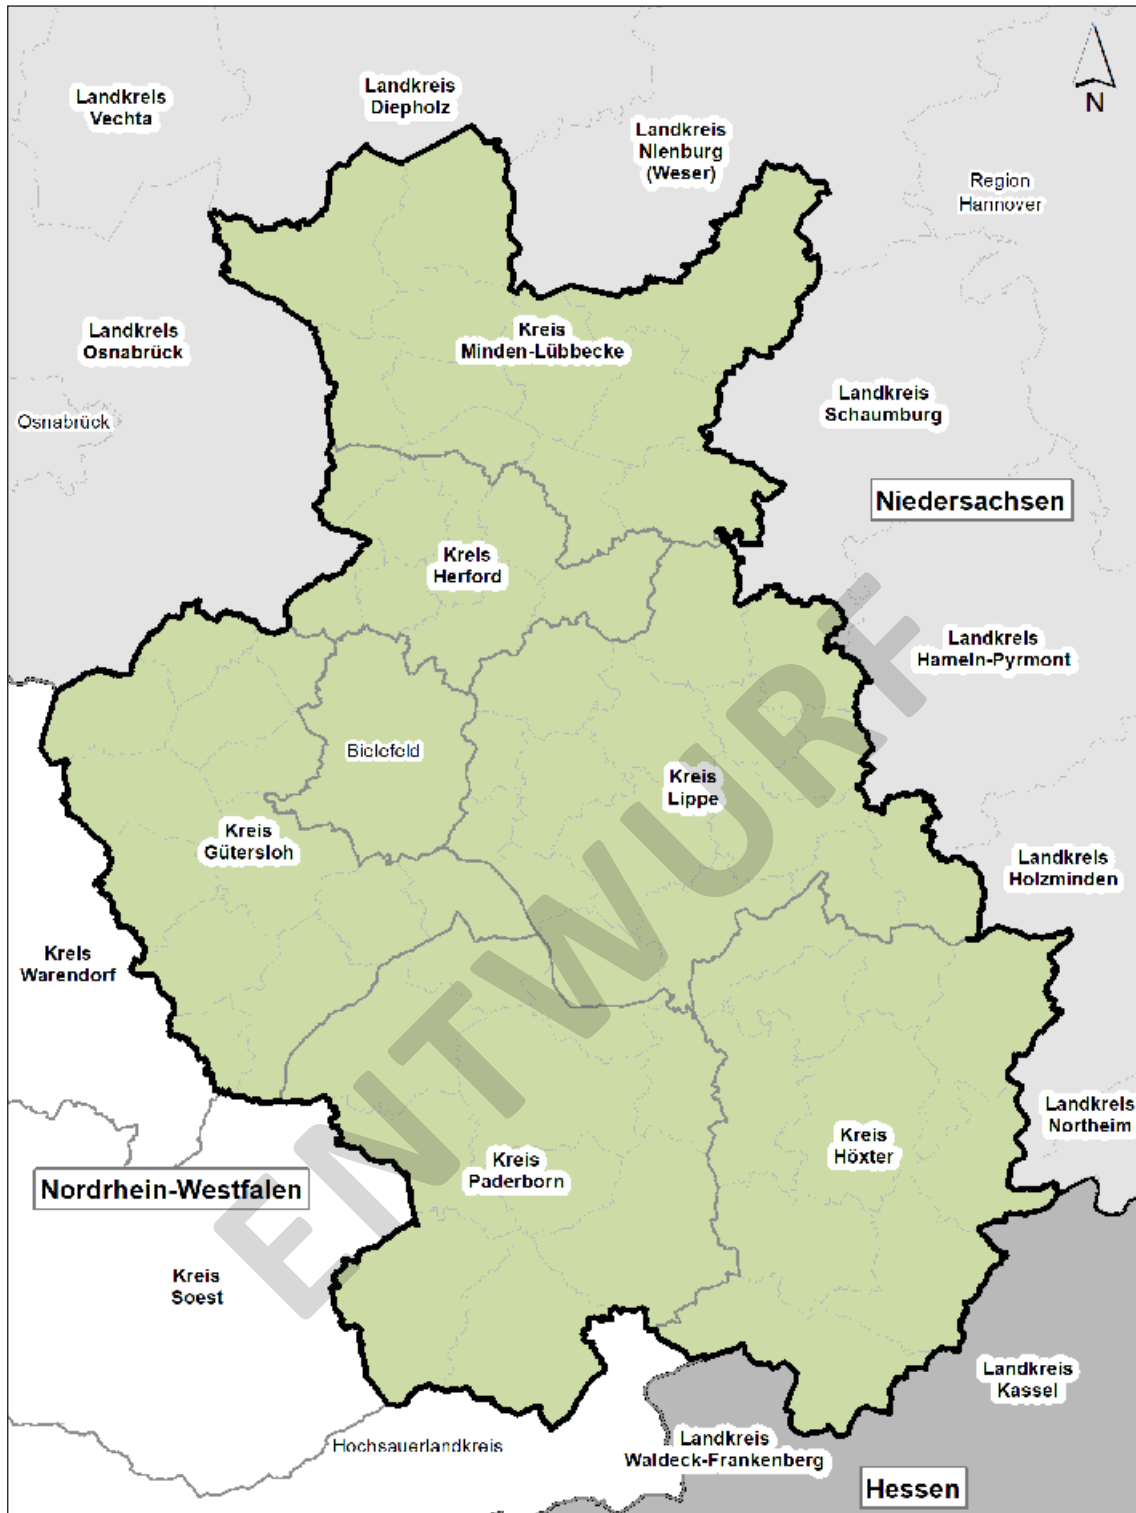 Landkreis
Vechta
Landkreis
Diepholz
Landkreis
Nienburg
(Weser)
Region
Hannover
N
Landkreis
Osnabrück
Osnabrück
Kreis
Minden-Lübbecke
Landkreis
Schaumburg
Niedersachsen
Kreis
Herford
Landkreis
Hameln-Pyrmont
Bielefeld
Kreis
Lippe
Kreis
Gütersloh
Landkreis
Holzminden
Kreis
Warendorf
ENTWURF
Landkreis
Northeim
Kreis
Höxter
Kreis
Paderborn
Nordrhein-Westfalen
Kreis
Soest
Landkreis
Kassel
Hochsauerlandkreis
Landkreis
Waldeck-Frankenberg
Hessen